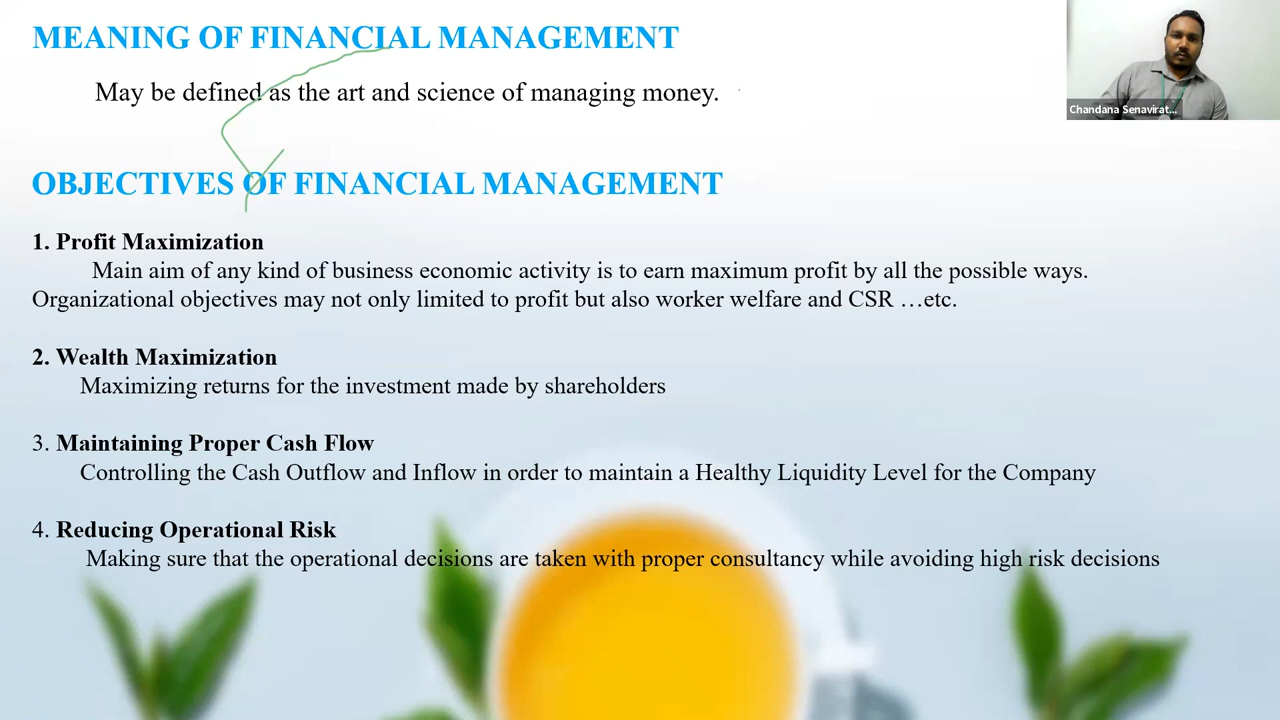 MEANING OF FINANCIAL MANAGEMENT
May be defined as the art and science of managing money.
Chandana Senavirat...
OBJECTIVES OF FINANCIAL MANAGEMENT
1. Profit Maximization
Main aim of any kind of business economic activity is to earn maximum profit by all the possible ways.
Organizational objectives may not only limited to profit but also worker welfare and CSR …etc.
2. Wealth Maximization
Maximizing returns for the investment made by shareholders
3. Maintaining Proper Cash Flow
Controlling the Cash Outflow and Inflow in order to maintain a Healthy Liquidity Level for the Company
4. Reducing Operational Risk
Making sure that the operational decisions are taken with proper consultancy while avoiding high risk decisions